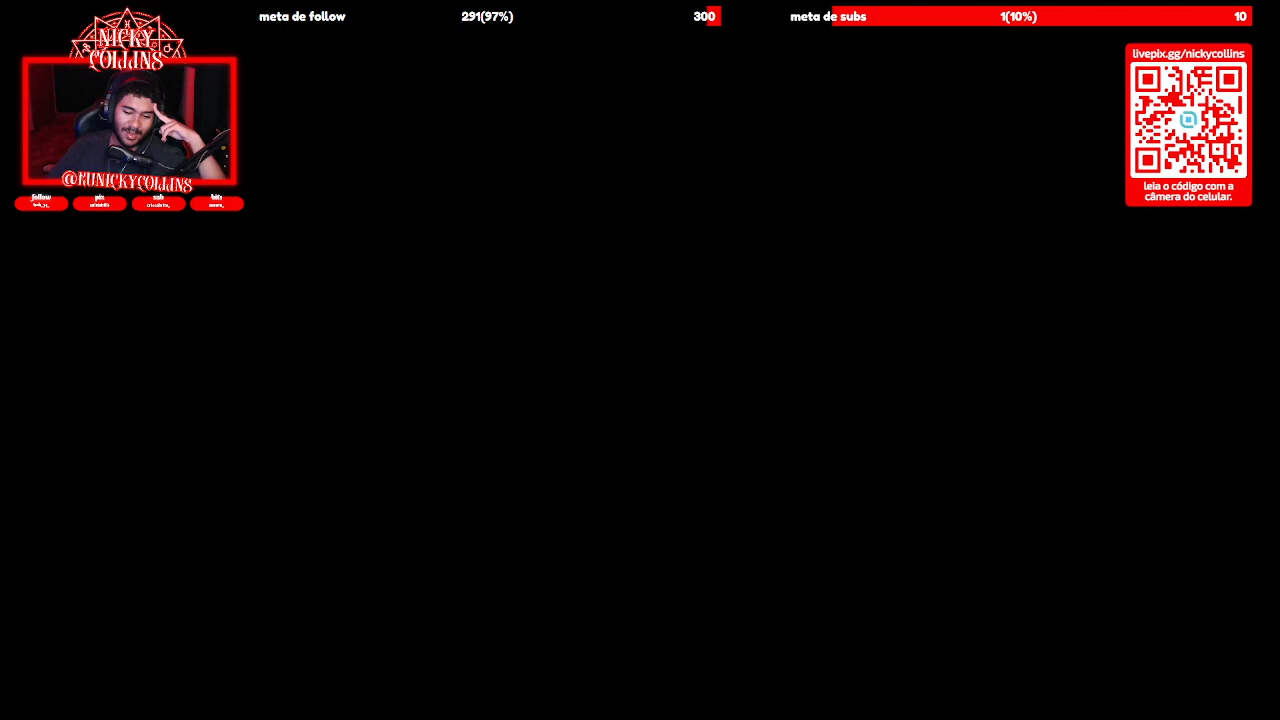 meta de follow 291(97%) 300
meta de subs 1(10%) 10
NICKY
COLLINS
livepix.gg/nickycollins
leia o código com a
câmera do celular.
@EUNICKYCOLLINS
follow pix sub bits